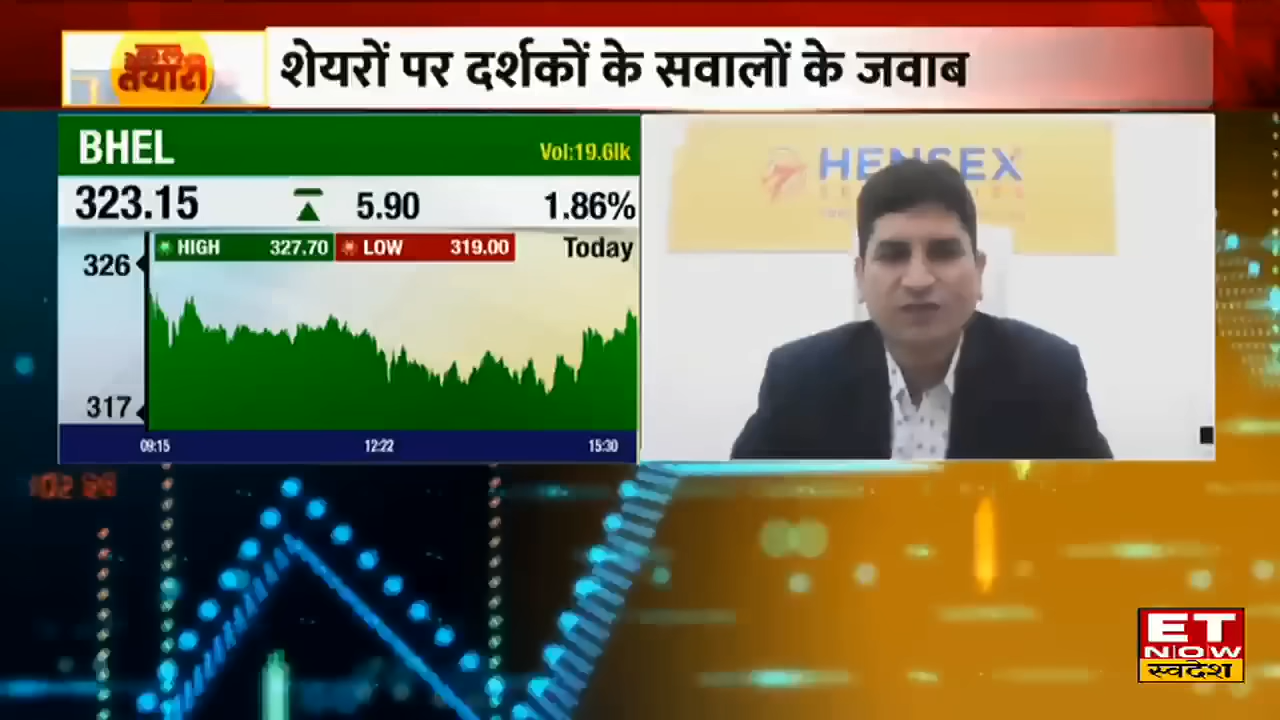 कल की तैयारी
शेयरों पर दर्शकों के सवालों के जवाब
BHEL
Vol:19.6lk
323.15 5.90 1.86%
HIGH 327.70 LOW 319.00 Today
326
317
09:15 12:22 15:30
HENSEX
ET
NOW
स्वदेश